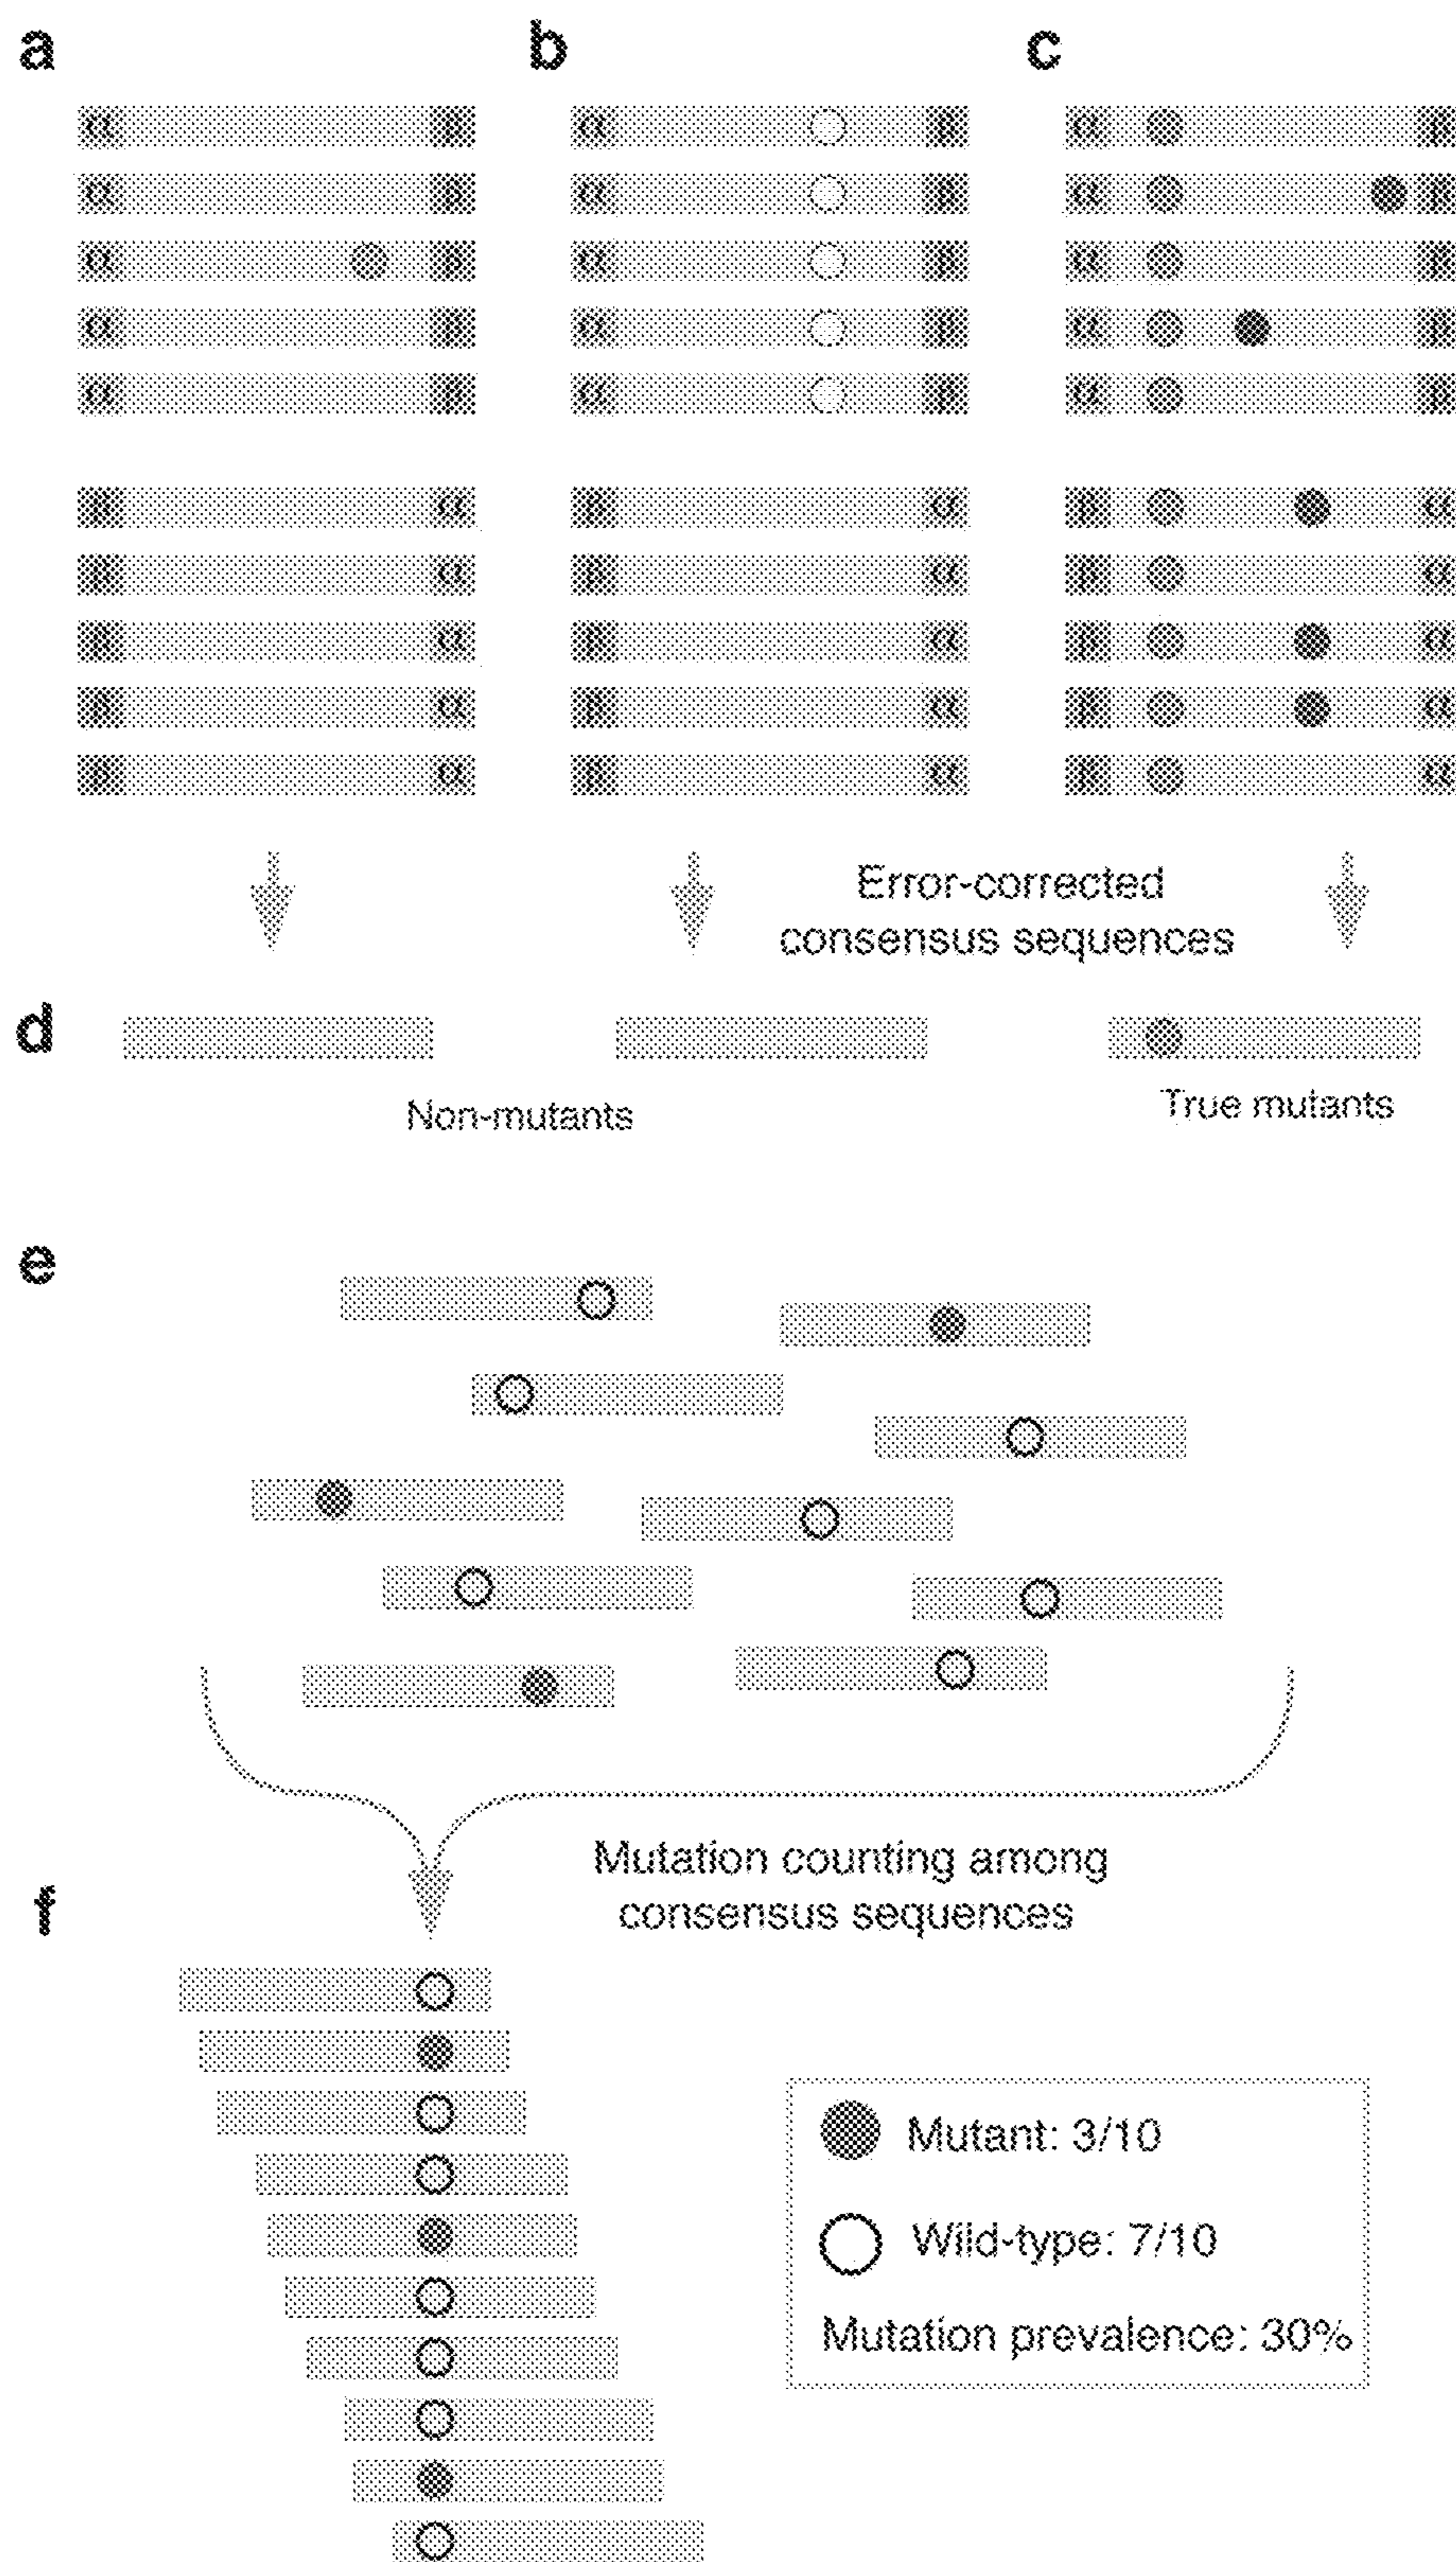 a b c
α β α β α β
α β α β α β
α β α β α β
α β α β α β
α β α β α β
β α β α β α
β α β α β α
β α β α β α
β α β α β α
β α β α β α
Error-corrected
consensus sequences
d
Non-mutants
True mutants
e
Mutation counting among
consensus sequences
f
Mutant: 3/10
Wild-type: 7/10
Mutation prevalence: 30%